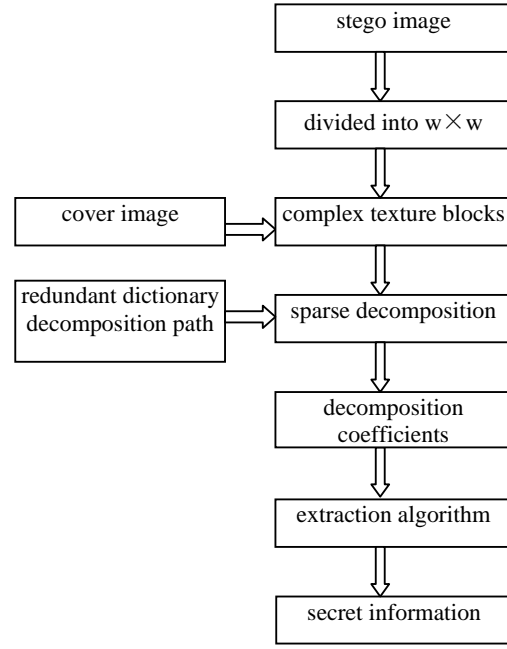 stego image
divided into w×w
cover image
complex texture blocks
redundant dictionary
decomposition path
sparse decomposition
decomposition
coefficients
extraction algorithm
secret information